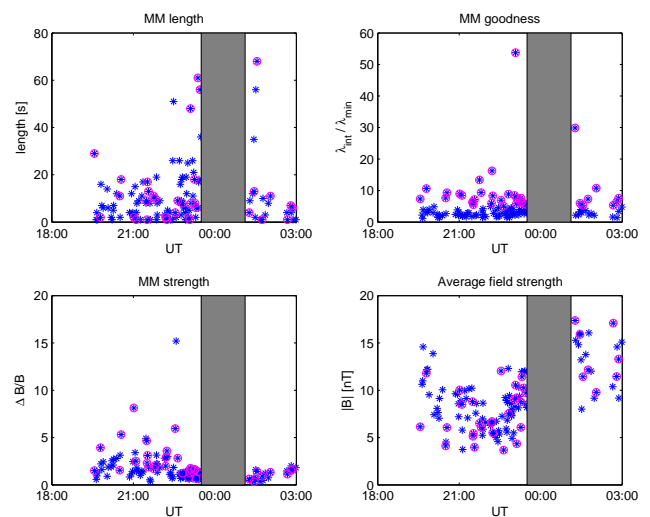 MM length
80
60
40
20
0
length [s]
18:00 21:00 00:00 03:00
UT
MM goodness
60
50
40
30
20
10
0
λint / λmin
18:00 21:00 00:00 03:00
UT
MM strength
20
15
10
5
0
Δ B/B
18:00 21:00 00:00 03:00
UT
Average field strength
20
15
10
5
0
|B| [nT]
18:00 21:00 00:00 03:00
UT